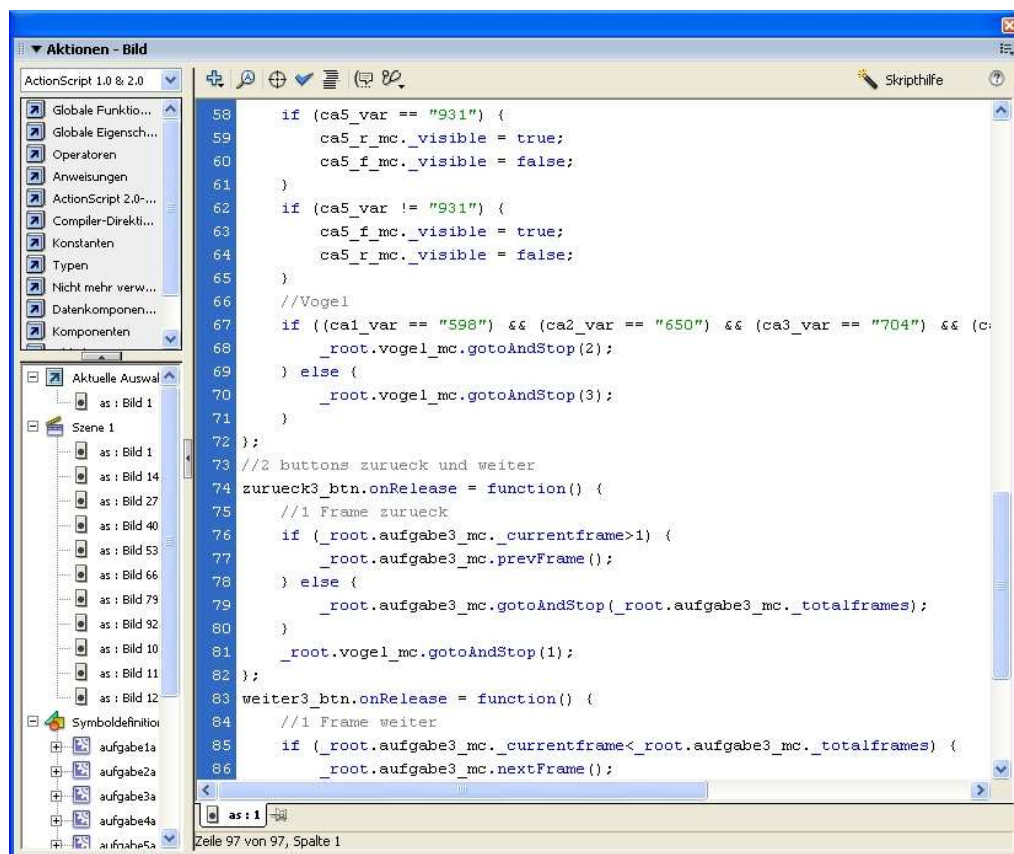 Aktionen - Bild
ActionScript 1.0 & 2.0
Skripthilfe
Globale Funktio...
Globale Eigensch...
Operatoren
Anweisungen
ActionScript 2.0-...
Compiler-Direkti...
Konstanten
Typen
Nicht mehr verw...
Datenkomponen...
Komponenten
Aktuelle Auswal
as : Bild 1
Szene 1
as : Bild 1
as : Bild 14
as : Bild 27
as : Bild 40
as : Bild 53
as : Bild 66
as : Bild 79
as : Bild 92
as : Bild 10
as : Bild 11
as : Bild 12
Symboldefinitio
aufgabe1a
aufgabe2a
aufgabe3a
aufgabe4a
aufgabe5a
58 if (ca5_var == "931") {
59 ca5_r_mc._visible = true;
60 ca5_f_mc._visible = false;
61 }
62 if (ca5_var != "931") {
63 ca5_f_mc._visible = true;
64 ca5_r_mc._visible = false;
65 }
66 //Vogel
67 if ((ca1_var == "598") && (ca2_var == "650") && (ca3_var == "704") && (c
68 _root.vogel_mc.gotoAndStop(2);
69 } else {
70 _root.vogel_mc.gotoAndStop(3);
71 }
72 };
73 //2 buttons zurueck und weiter
74 zurueck3_btn.onRelease = function() {
75 //1 Frame zurueck
76 if (_root.aufgabe3_mc._currentframe>1) {
77 _root.aufgabe3_mc.prevFrame();
78 } else {
79 _root.aufgabe3_mc.gotoAndStop(_root.aufgabe3_mc._totalframes);
80 }
81 _root.vogel_mc.gotoAndStop(1);
82 };
83 weiter3_btn.onRelease = function() {
84 //1 Frame weiter
85 if (_root.aufgabe3_mc._currentframe<_root.aufgabe3_mc._totalframes) {
86 _root.aufgabe3_mc.nextFrame();
as : 1
Zeile 97 von 97, Spalte 1